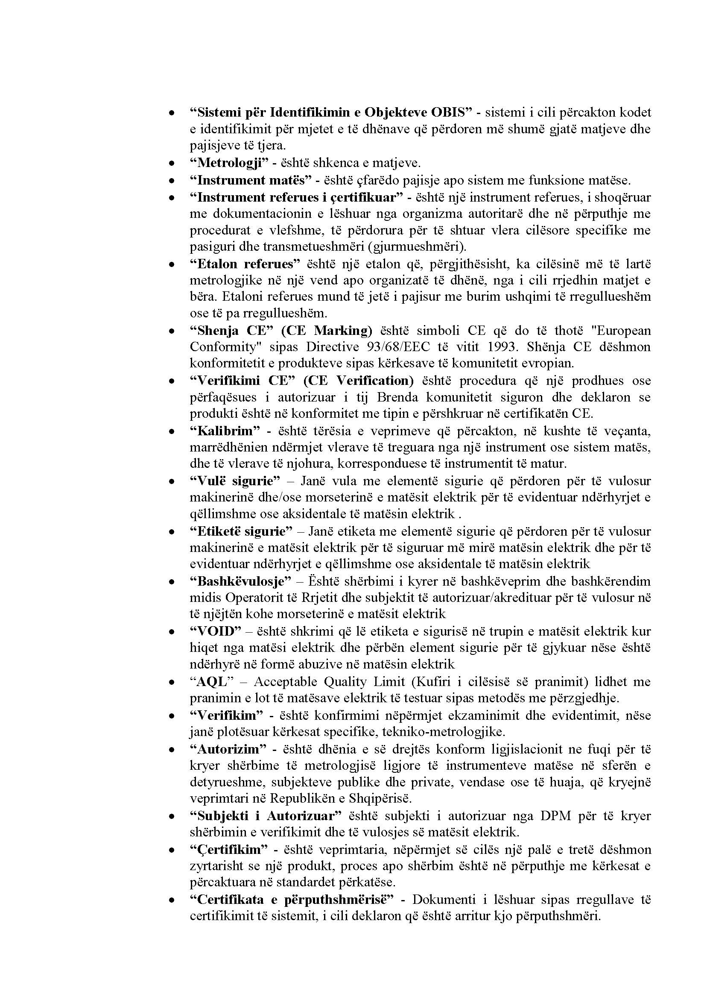 • “Sistemi për Identifikimin e Objekteve OBIS” - sistemi i cili përcakton kodet
e identifikimit për mjetet e të dhënave që përdoren më shumë gjatë matjeve dhe
pajisjeve të tjera.
• “Metrologji” - është shkenca e matjeve.
• “Instrument matës” - është çfarëdo pajisje apo sistem me funksione matëse.
• “Instrument referues i çertifikuar” - është një instrument referues, i shoqëruar
me dokumentacionin e lëshuar nga organizma autoritarë dhe në përputhje me
procedurat e vlefshme, të përdorura për të shtuar vlera cilësore specifike me
pasiguri dhe transmetueshmëri (gjurmueshmëri).
• “Etalon referues” është një etalon që, përgjithësisht, ka cilësinë më të lartë
metrologjike në një vend apo organizatë të dhënë, nga i cili rrjedhin matjet e
bëra. Etaloni referues mund të jetë i pajisur me burim ushqimi të rregullueshëm
ose të pa rregullueshëm.
• “Shenja CE” (CE Marking) është simboli CE që do të thotë "European
Conformity" sipas Directive 93/68/EEC të vitit 1993. Shënja CE dëshmon
konformitetit e produkteve sipas kërkesave të komunitetit evropian.
• “Verifikimi CE” (CE Verification) është procedura që një prodhues ose
përfaqësues i autorizuar i tij Brenda komunitetit siguron dhe deklaron se
produkti është në konformitet me tipin e përshkruar në certifikatën CE.
• “Kalibrim” - është tërësia e veprimeve që përcakton, në kushte të veçanta,
marrëdhënien ndërmjet vlerave të treguara nga një instrument ose sistem matës,
dhe të vlerave të njohura, korresponduese të instrumentit të matur.
• “Vulë sigurie” – Janë vula me elementë sigurie që përdoren për të vulosur
makinerinë dhe/ose morseterinë e matësit elektrik për të evidentuar ndërhyrjet e
qëllimshme ose aksidentale të matësin elektrik .
• “Etiketë sigurie” – Janë etiketa me elementë sigurie që përdoren për të vulosur
makinerinë e matësit elektrik për të siguruar më mirë matësin elektrik dhe për të
evidentuar ndërhyrjet e qëllimshme ose aksidentale të matësin elektrik
• “Bashkëvulosje” – Është shërbimi i kyrer në bashkëveprim dhe bashkërendim
midis Operatorit të Rrjetit dhe subjektit të autorizuar/akredituar për të vulosur në
të njëjtën kohe morseterinë e matësit elektrik
• “VOID” – është shkrimi që lë etiketa e sigurisë në trupin e matësit elektrik kur
hiqet nga matësi elektrik dhe përbën element sigurie për të gjykuar nëse është
ndërhyrë në formë abuzive në matësin elektrik
• “AQL” – Acceptable Quality Limit (Kufiri i cilësisë së pranimit) lidhet me
pranimin e lot të matësave elektrik të testuar sipas metodës me përzgjedhje.
• “Verifikim” - është konfirmimi nëpërmjet ekzaminimit dhe evidentimit, nëse
janë plotësuar kërkesat specifike, tekniko-metrologjike.
• “Autorizim” - është dhënia e së drejtës konform ligjislacionit ne fuqi për të
kryer shërbime të metrologjisë ligjore të instrumenteve matëse në sferën e
detyrueshme, subjekteve publike dhe private, vendase ose të huaja, që kryejnë
veprimtari në Republikën e Shqipërisë.
• “Subjekti i Autorizuar” është subjekti i autorizuar nga DPM për të kryer
shërbimin e verifikimit dhe të vulosjes së matësit elektrik.
• “Çertifikim” - është veprimtaria, nëpërmjet së cilës një palë e tretë dëshmon
zyrtarisht se një produkt, proces apo shërbim është në përputhje me kërkesat e
përcaktuara në standardet përkatëse.
• “Certifikata e përputhshmërisë” - Dokumenti i lëshuar sipas rregullave të
certifikimit të sistemit, i cili deklaron që është arritur kjo përputhshmëri.